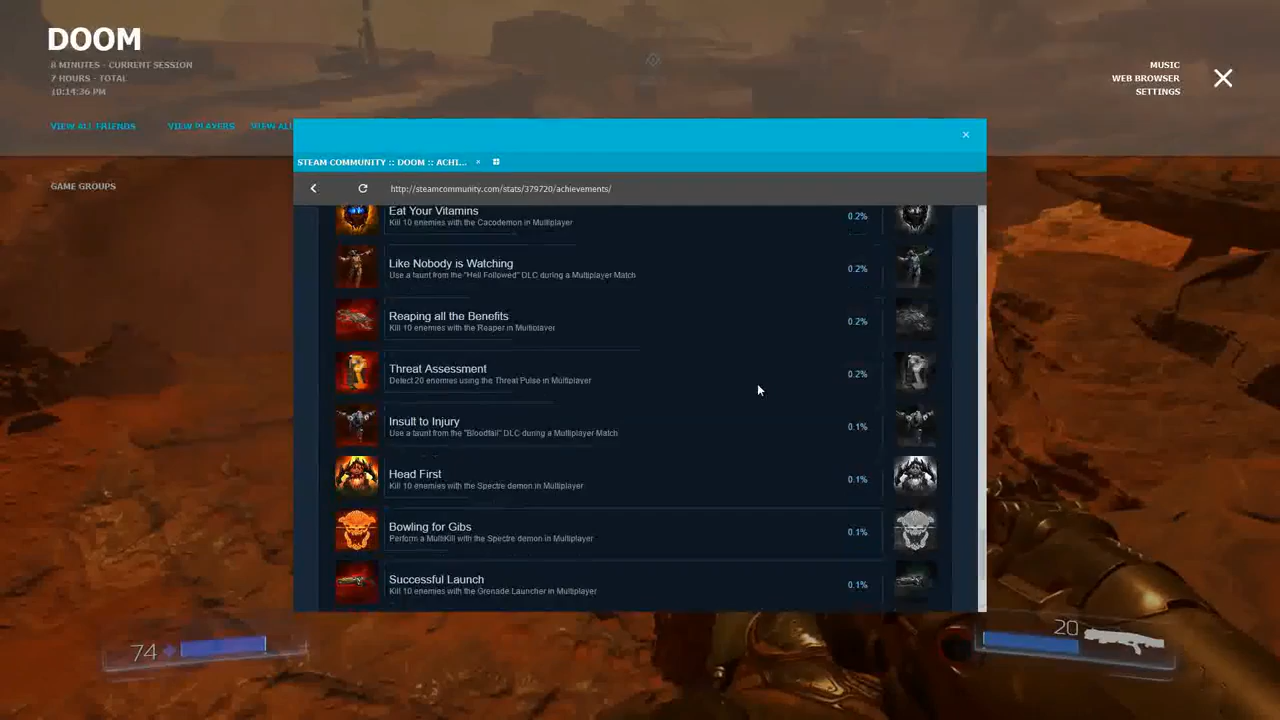 DOOM
8 MINUTES - CURRENT SESSION
7 HOURS - TOTAL
10:14:36 PM
MUSIC
WEB BROWSER
SETTINGS
VIEW ALL FRIENDS
VIEW PLAYERS
VIEW ALL
GAME GROUPS
STEAM COMMUNITY :: DOOM :: ACHI...
http://steamcommunity.com/stats/379720/achievements/
Eat Your Vitamins
Kill 10 enemies with the Cacodemon in Multiplayer
0.2%
Like Nobody is Watching
Use a taunt from the "Hell Followed" DLC during a Multiplayer Match
0.2%
Reaping all the Benefits
Kill 10 enemies with the Reaper in Multiplayer
0.2%
Threat Assessment
Detect 20 enemies using the Threat Pulse in Multiplayer
0.2%
Insult to Injury
Use a taunt from the "Bloodfall" DLC during a Multiplayer Match
0.1%
Head First
Kill 10 enemies with the Spectre demon in Multiplayer
0.1%
Bowling for Gibs
Perform a MultiKill with the Spectre demon in Multiplayer
0.1%
Successful Launch
Kill 10 enemies with the Grenade Launcher in Multiplayer
0.1%
74
20